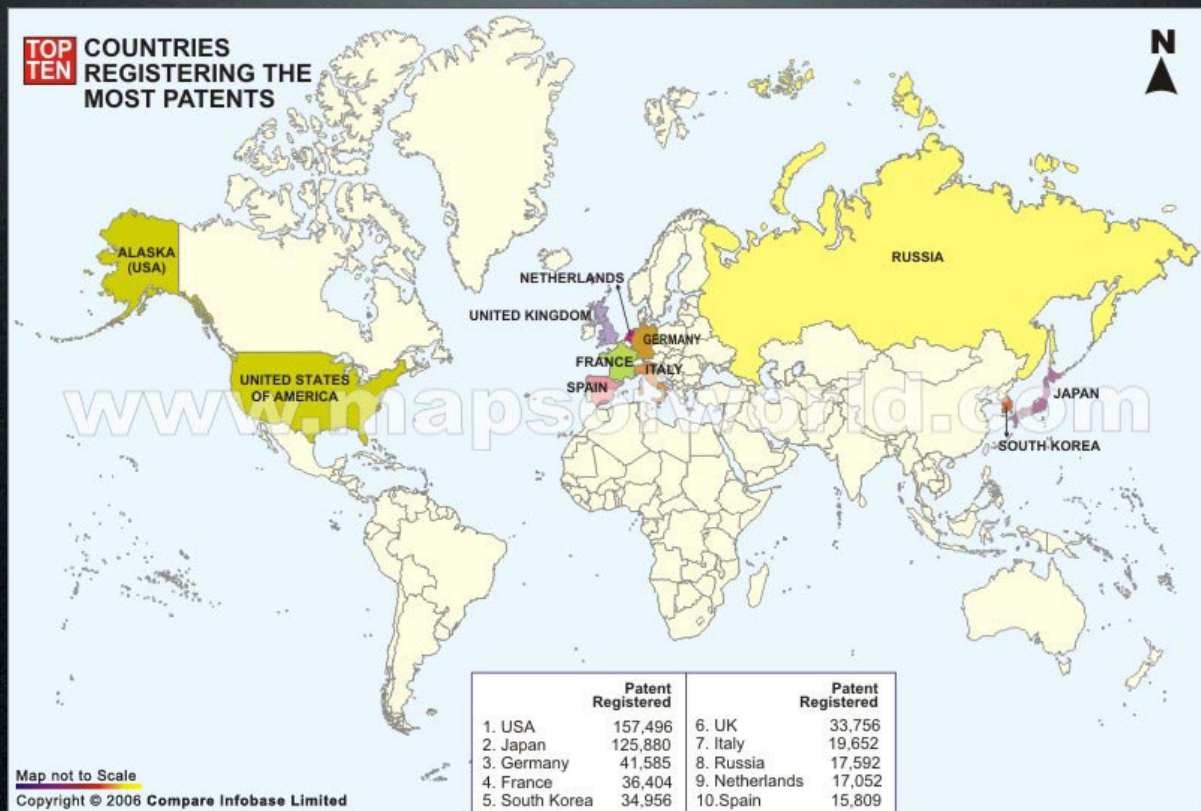 TOP
TEN
COUNTRIES
REGISTERING THE
MOST PATENTS
N
ALASKA
(USA)
RUSSIA
NETHERLANDS
UNITED KINGDOM
GERMANY
FRANCE
ITALY
SPAIN
UNITED STATES
OF AMERICA
JAPAN
SOUTH KOREA
www.mapsofworld.com
Patent
Registered
1. USA 157,496
2. Japan 125,880
3. Germany 41,585
4. France 36,404
5. South Korea 34,956
Patent
Registered
6. UK 33,756
7. Italy 19,652
8. Russia 17,592
9. Netherlands 17,052
10.Spain 15,809
Map not to Scale
Copyright © 2006 Compare Infobase Limited